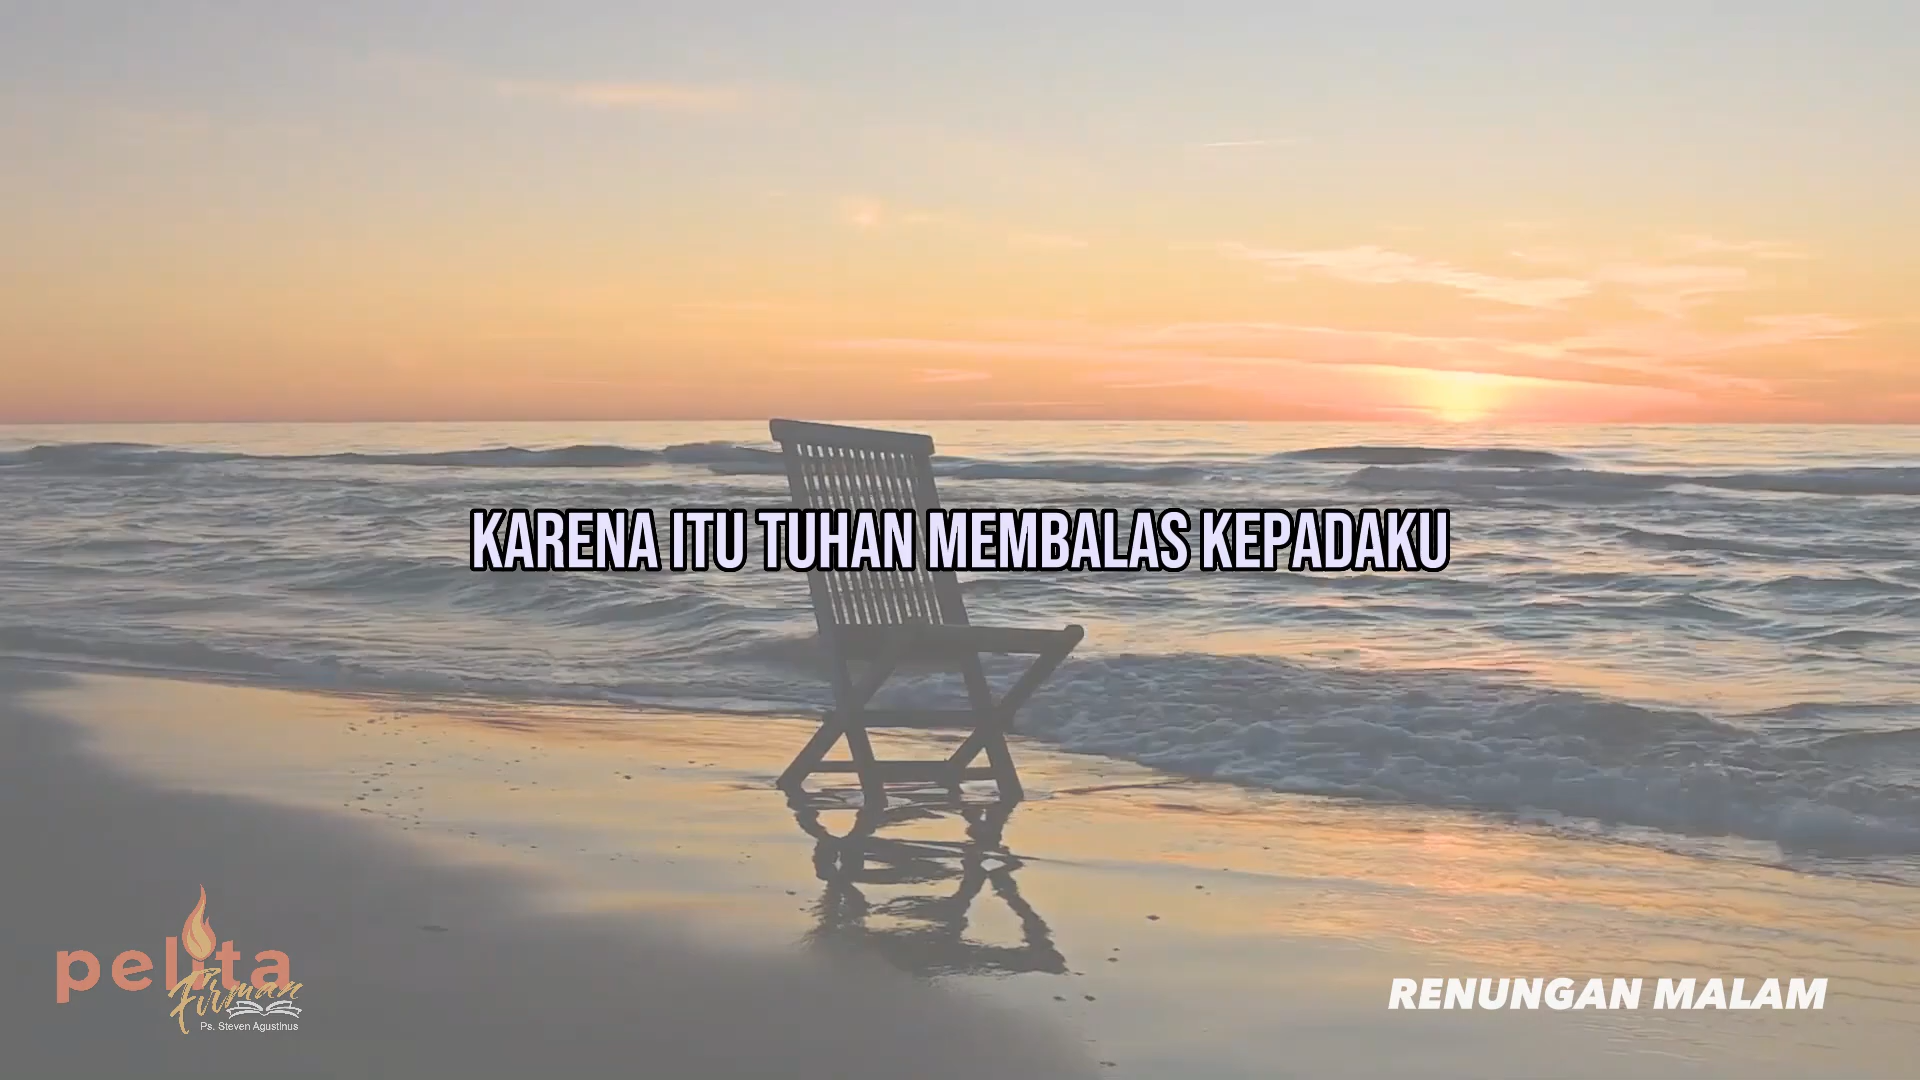 KARENA ITU TUHAN MEMBALAS KEPADAKU
pelita
Firman
Ps. Steven Agustinus
RENUNGAN MALAM